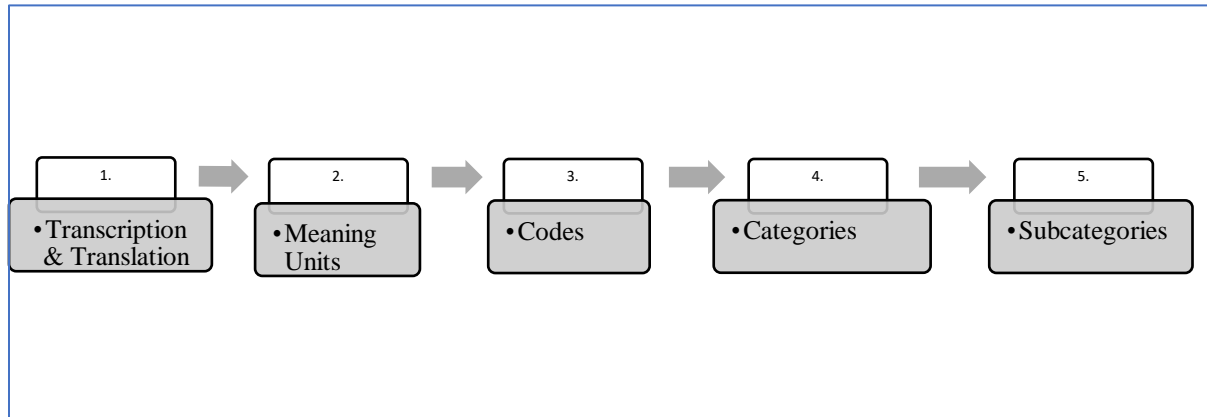 1.
• Transcription
& Translation
2.
• Meaning
Units
3.
• Codes
4.
• Categories
5.
• Subcategories